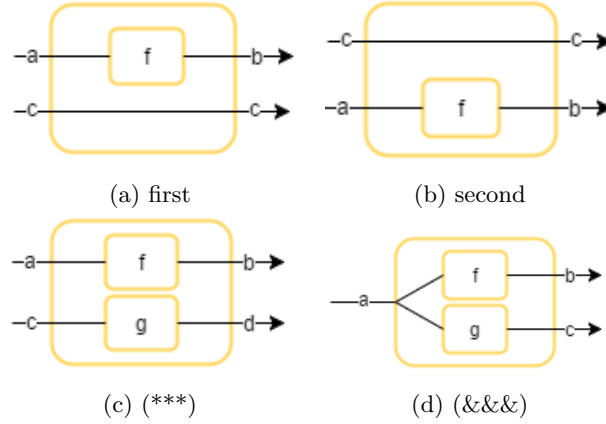 a f b
c c
(a) first
c c
a f b
(b) second
a f b
c g d
(c) (***)
f b
a
g c
(d) (&&&)